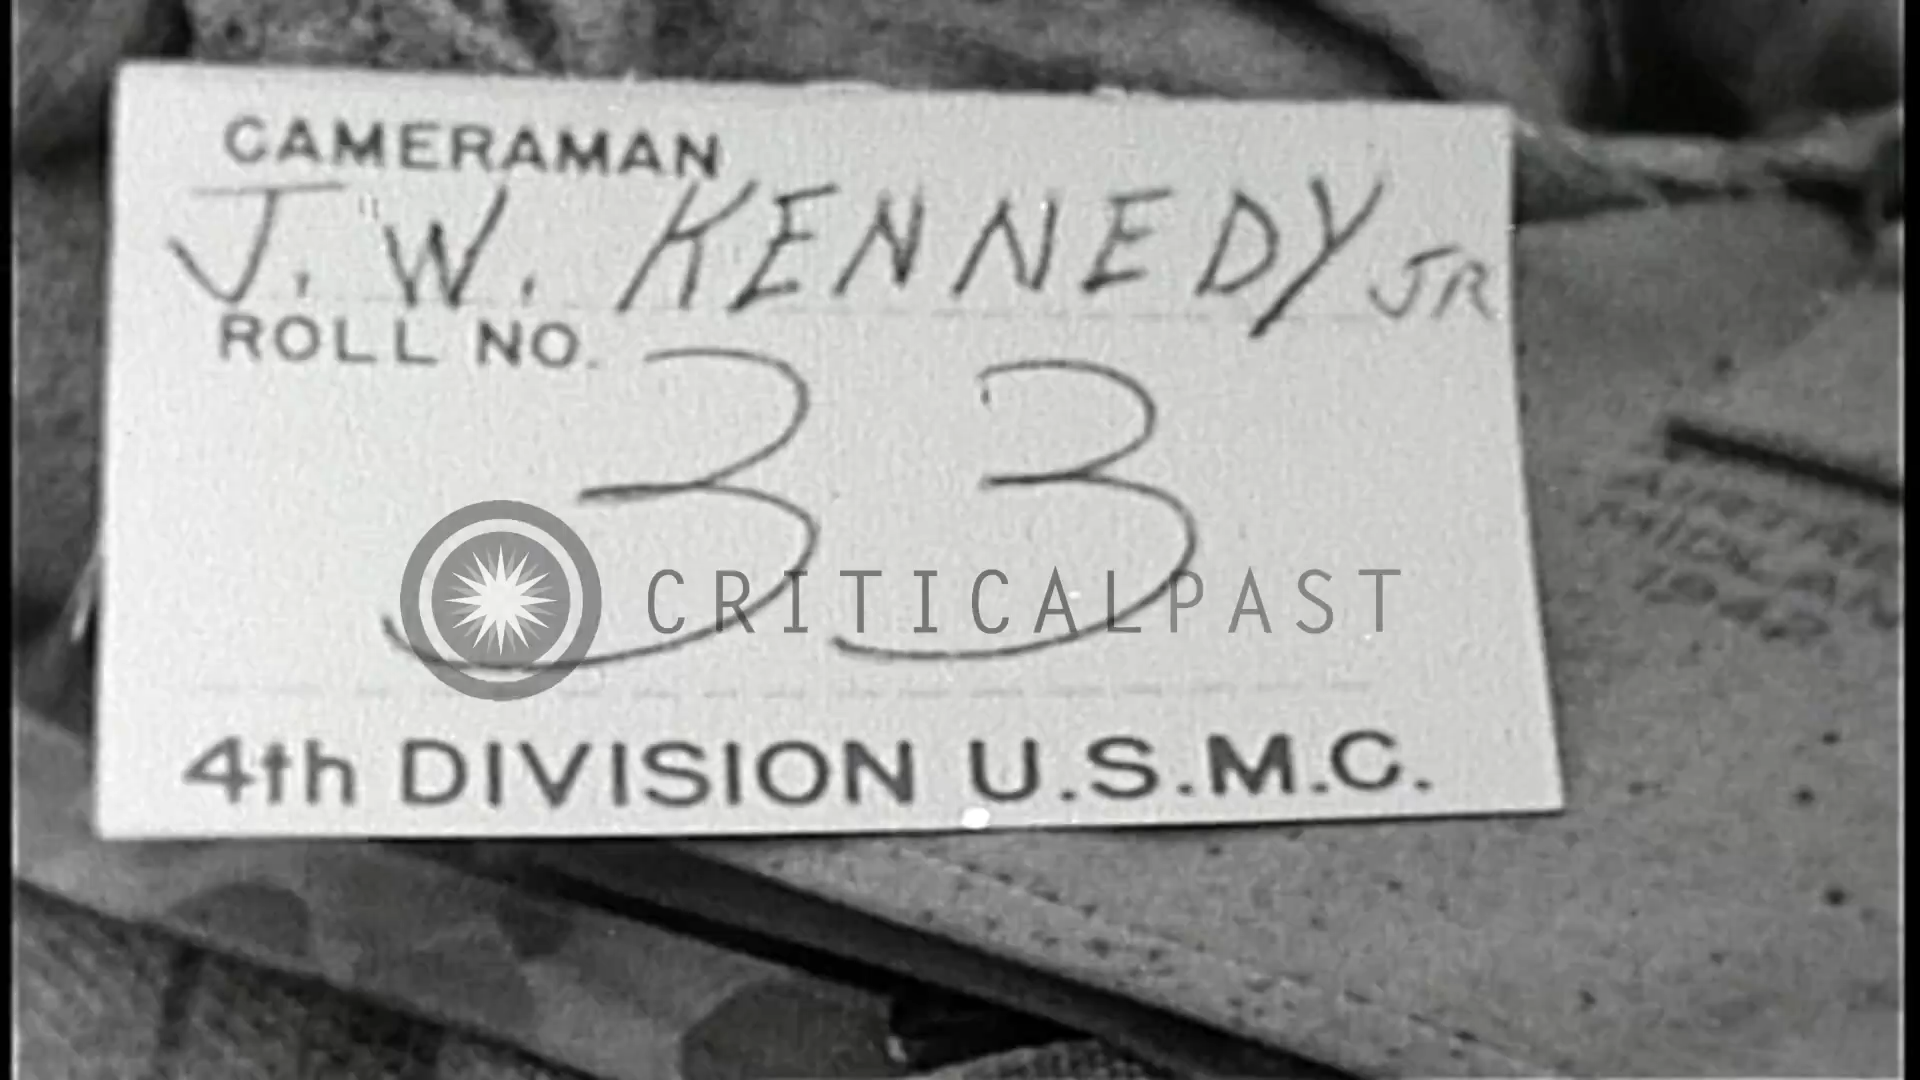 CAMERAMAN
J. W. KENNEDY JR
ROLL NO.
33
CRITICALPAST
4th DIVISION U.S.M.C.